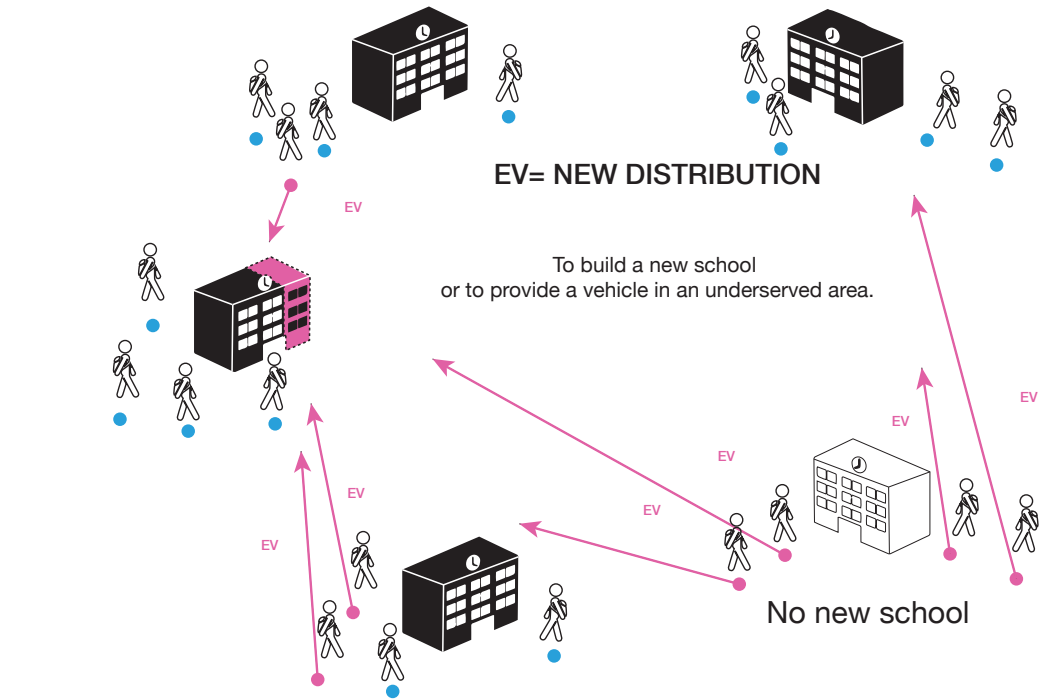 EV= NEW DISTRIBUTION
EV
To build a new school
or to provide a vehicle in an underserved area.
EV
EV
EV
EV
EV
EV
No new school